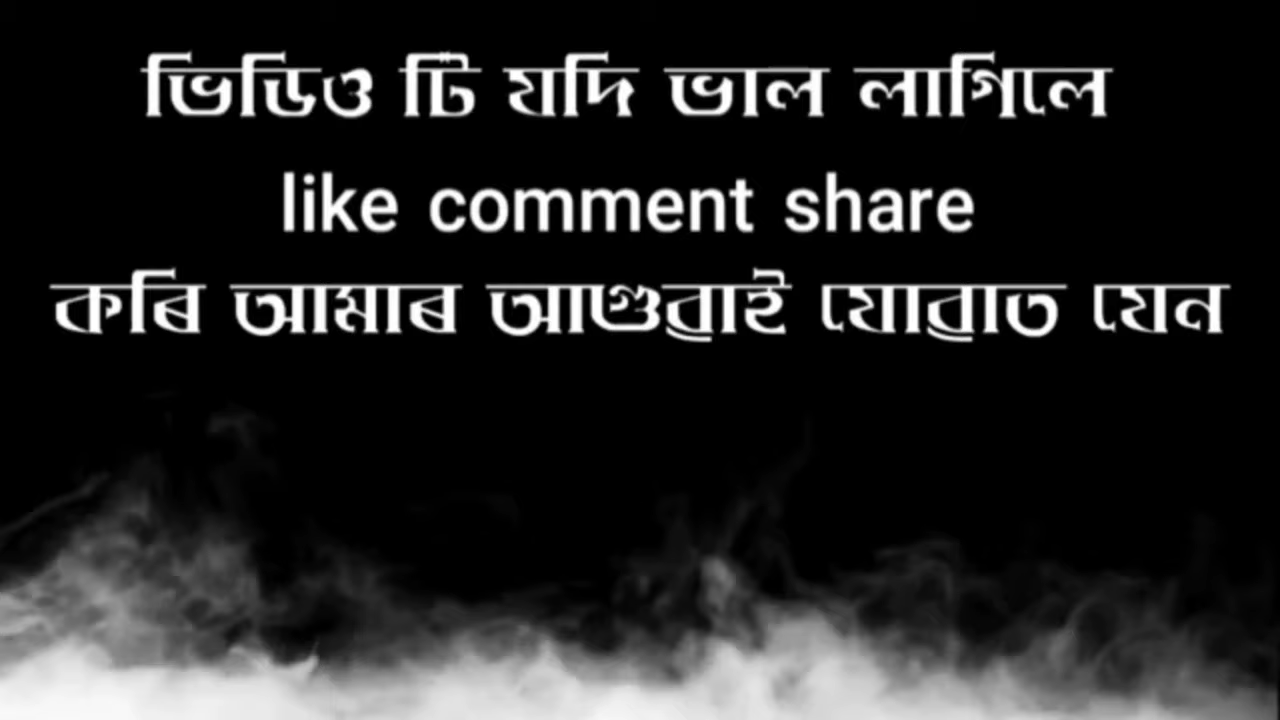 ভিডিও টি যদি ভাল লাগিলে
like comment share
কৰি আমাৰ আগুৱাই যোৱাত যেন